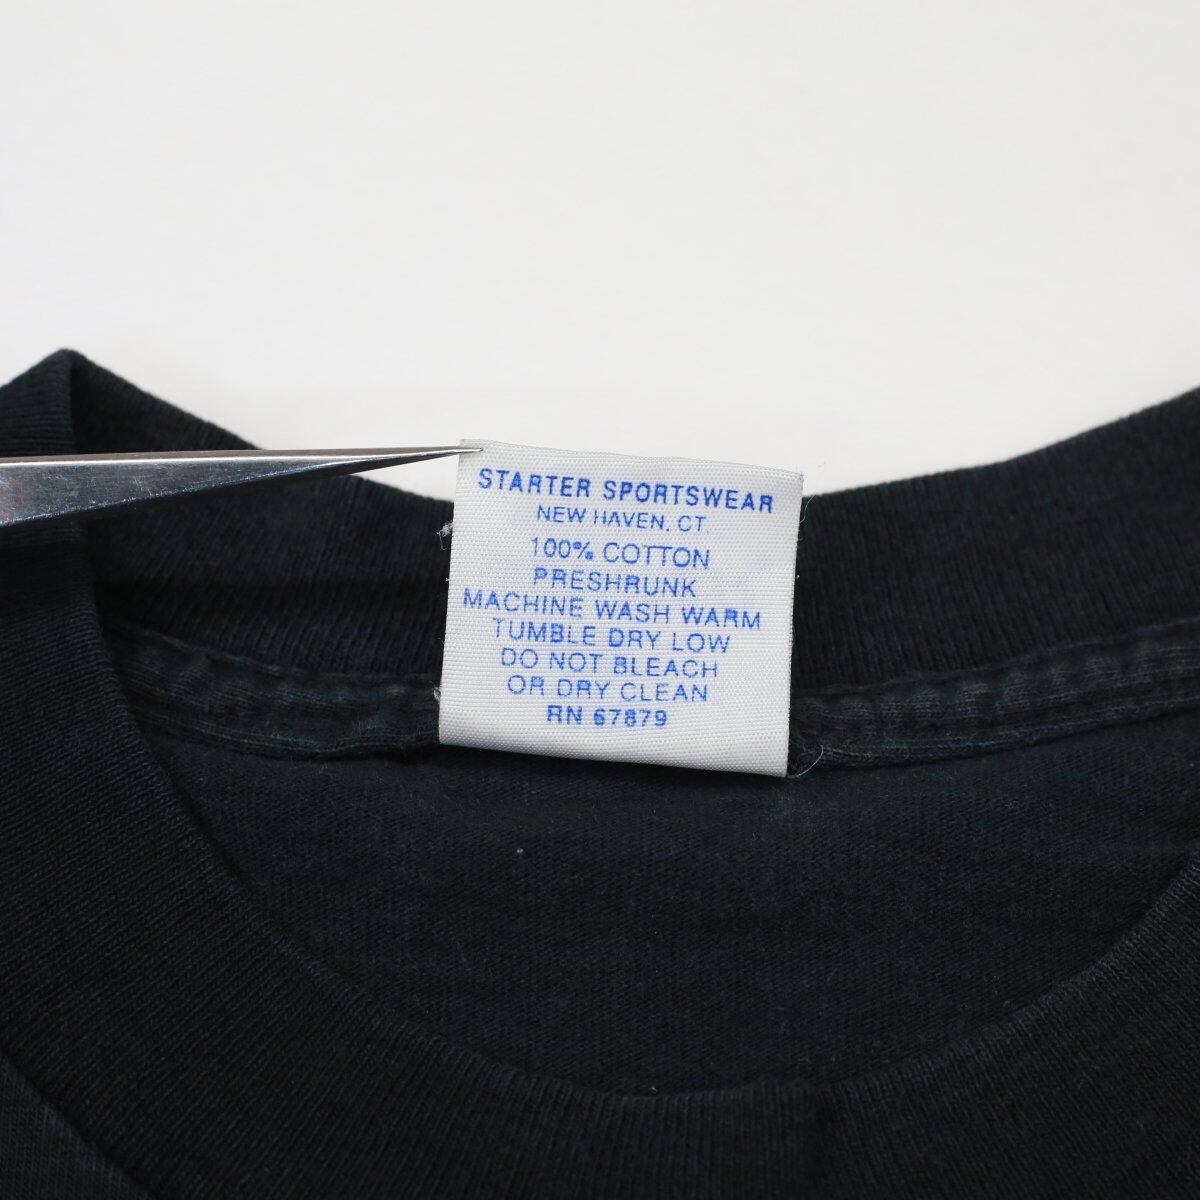 STARTER SPORTSWEAR
NEW HAVEN, CT.
100% COTTON
PRESHRUNK
MACHINE WASH WARM
TUMBLE DRY LOW
DO NOT BLEACH
OR DRY CLEAN
RN 67879